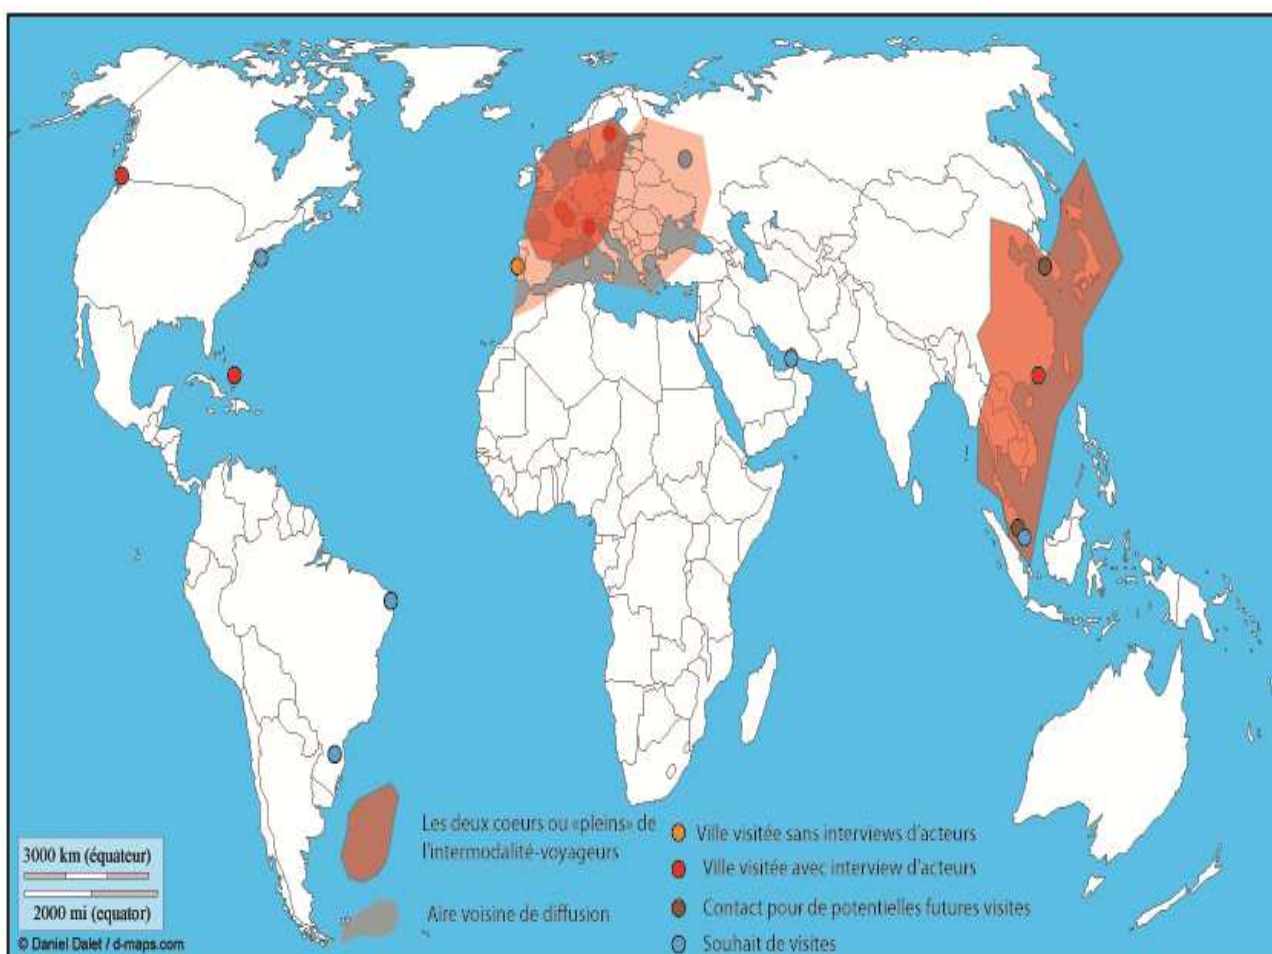 Les deux coeurs ou «pleins» de
l'intermodalité-voyageurs
Aire voisine de diffusion
Ville visitée sans interviews d'acteurs
Ville visitée avec interview d'acteurs
Contact pour de potentielles futures visites
Souhait de visites
3000 km (équateur)
2000 mi (equator)
© Daniel Dalet / d-maps.com